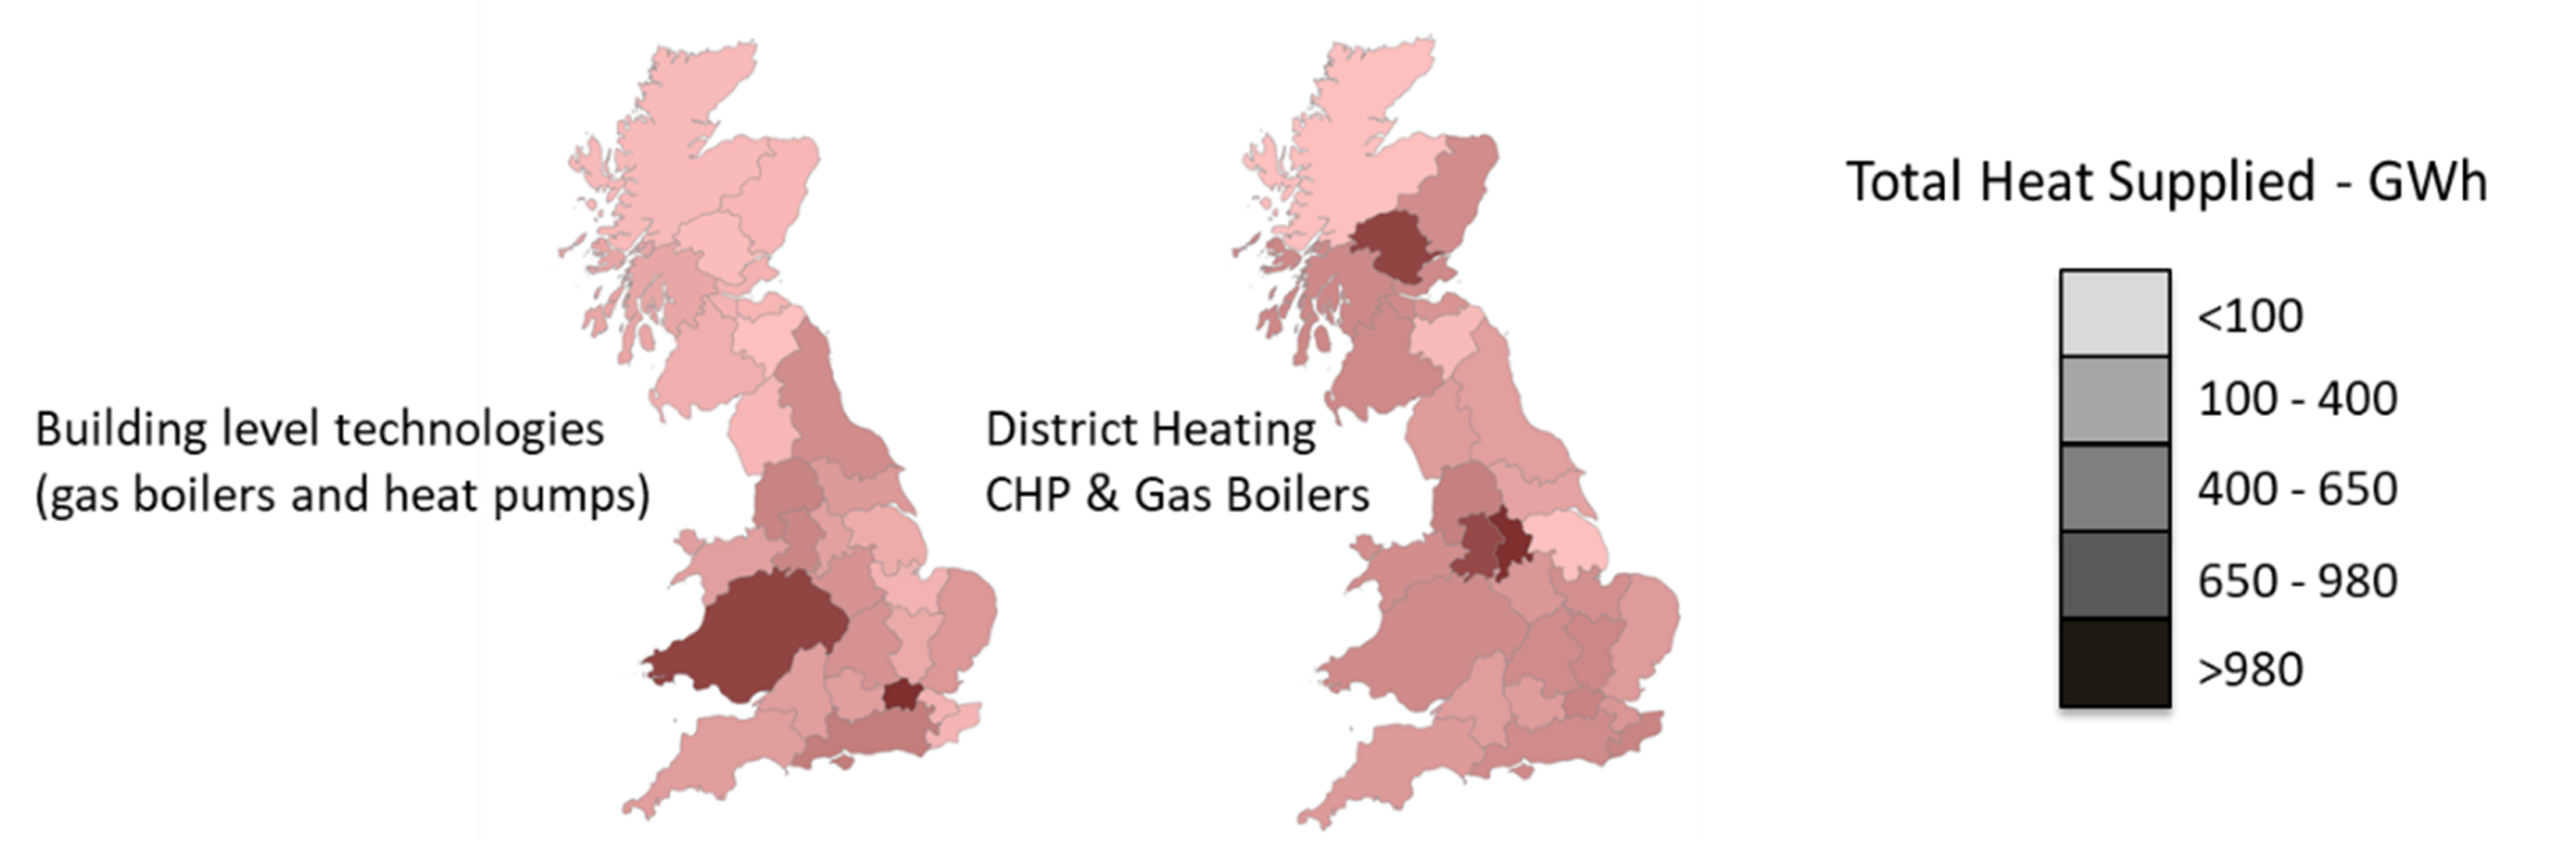 Total Heat Supplied - GWh
<100
100 - 400
400 - 650
650 - 980
>980
Building level technologies
(gas boilers and heat pumps)
District Heating
CHP & Gas Boilers